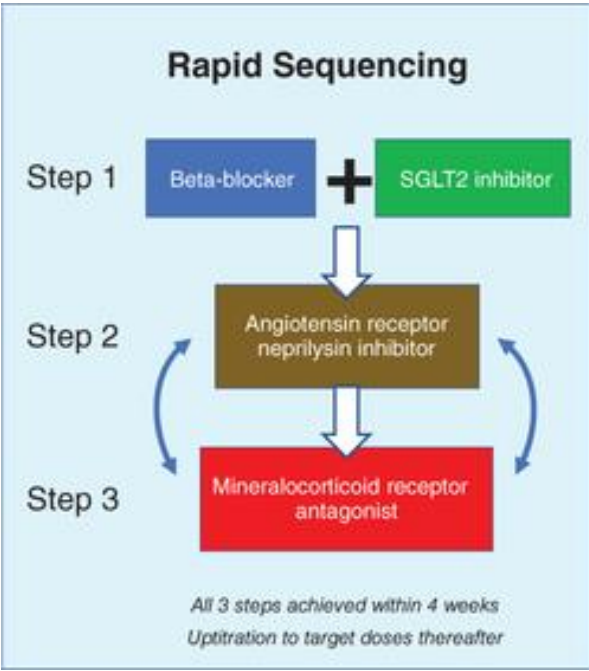 Rapid Sequencing
Step 1
Beta-blocker
+
SGLT2 inhibitor
Step 2
Angiotensin receptor
neprilysin inhibitor
Step 3
Mineralocorticoid receptor
antagonist
All 3 steps achieved within 4 weeks
Uptitration to target doses thereafter